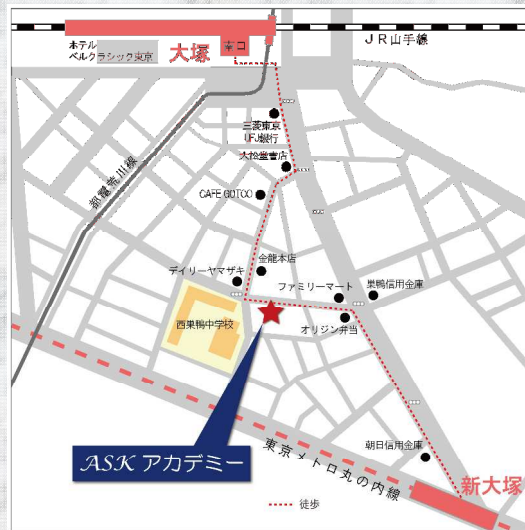 ホテル
ベルクラシック東京
大塚
南口
JR山手線
三菱東京
UFJ銀行
大松堂書店
都電荒川線
CAFE GOTOO
金龍本店
デイリーヤマザキ
ファミリーマート
巣鴨信用金庫
西巣鴨中学校
オリジン弁当
ASK アカデミー
東京メトロ丸の内線
朝日信用金庫
新大塚
徒歩